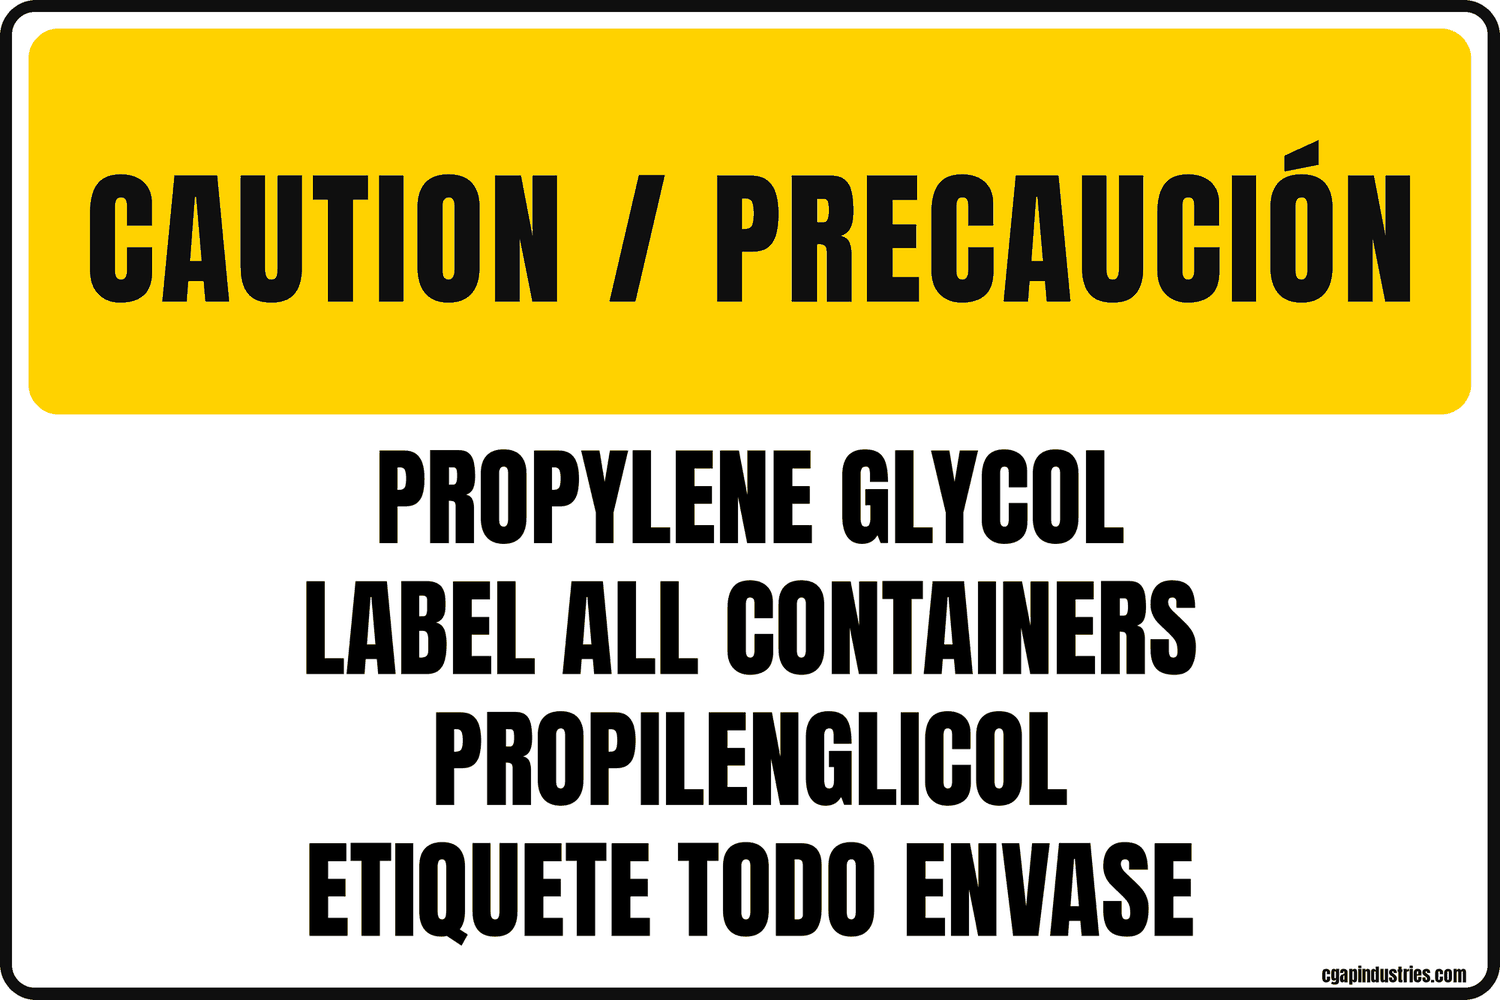 CAUTION / PRECAUCIÓN
PROPYLENE GLYCOL
LABEL ALL CONTAINERS
PROPILENGLICOL
ETIQUETE TODO ENVASE
cgapindustries.com